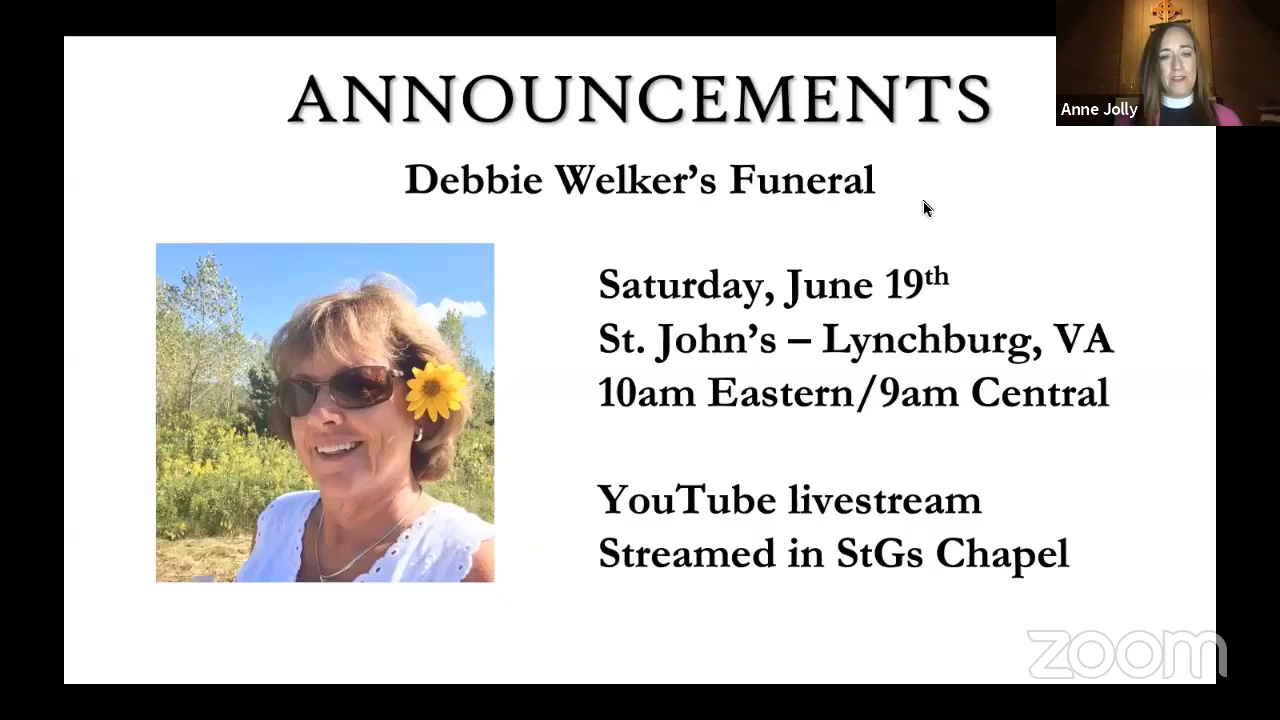 ANNOUNCEMENTS
Anne Jolly
Debbie Welker’s Funeral
Saturday, June 19th
St. John’s – Lynchburg, VA
10am Eastern/9am Central
YouTube livestream
Streamed in StGs Chapel
zoom